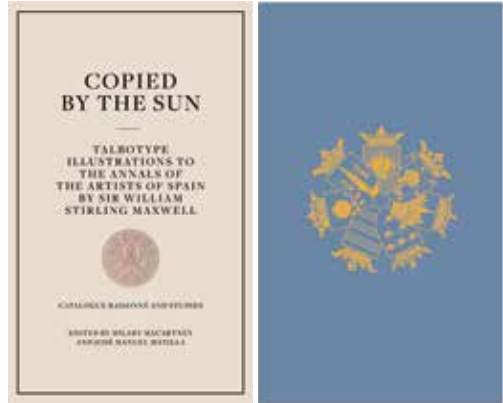 COPIED
BY THE SUN
TALBOTYPE
ILLUSTRATIONS TO
THE ANNALS OF
THE ARTISTS OF SPAIN
BY SIR WILLIAM
STIRLING MAXWELL
CATALOGUE RAISONNÉ AND STUDIES
EDITED BY HILARY MACARTNEY
AND JOSÉ MANUEL MATILLA